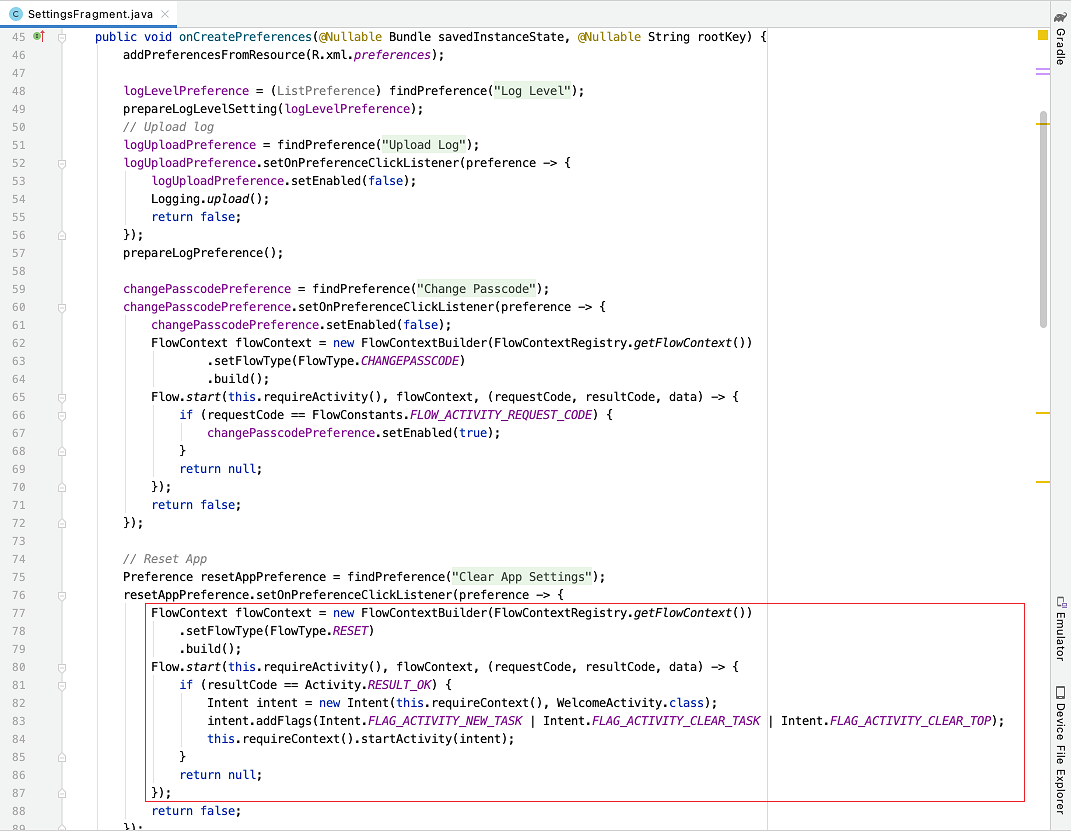 SettingsFragment.java
45 public void onCreatePreferences(@Nullable Bundle savedInstanceState, @Nullable String rootKey) {
46 addPreferencesFromResource(R.xml.preferences);
47
48 logLevelPreference = (ListPreference) findPreference("Log Level");
49 prepareLogLevelSetting(logLevelPreference);
50 // Upload log
51 logUploadPreference = findPreference("Upload Log");
52 logUploadPreference.setOnPreferenceClickListener(preference -> {
53 logUploadPreference.setEnabled(false);
54 Logging.upload();
55 return false;
56 });
57 prepareLogPreference();
58
59 changePasscodePreference = findPreference("Change Passcode");
60 changePasscodePreference.setOnPreferenceClickListener(preference -> {
61 changePasscodePreference.setEnabled(false);
62 FlowContext flowContext = new FlowContextBuilder(FlowContextRegistry.getFlowContext())
63 .setFlowType(FlowType.CHANGEPASSCODE)
64 .build();
65 Flow.start(this.requireActivity(), flowContext, (requestCode, resultCode, data) -> {
66 if (requestCode == FlowConstants.FLOW_ACTIVITY_REQUEST_CODE) {
67 changePasscodePreference.setEnabled(true);
68 }
69 return null;
70 });
71 return false;
72 });
73
74 // Reset App
75 Preference resetAppPreference = findPreference("Clear App Settings");
76 resetAppPreference.setOnPreferenceClickListener(preference -> {
77 FlowContext flowContext = new FlowContextBuilder(FlowContextRegistry.getFlowContext())
78 .setFlowType(FlowType.RESET)
79 .build();
80 Flow.start(this.requireActivity(), flowContext, (requestCode, resultCode, data) -> {
81 if (resultCode == Activity.RESULT_OK) {
82 Intent intent = new Intent(this.requireContext(), WelcomeActivity.class);
83 intent.addFlags(Intent.FLAG_ACTIVITY_NEW_TASK | Intent.FLAG_ACTIVITY_CLEAR_TASK | Intent.FLAG_ACTIVITY_CLEAR_TOP);
84 this.requireContext().startActivity(intent);
85 }
86 return null;
87 });
88 return false;
89 });
Gradle
Emulator
Device File Explorer